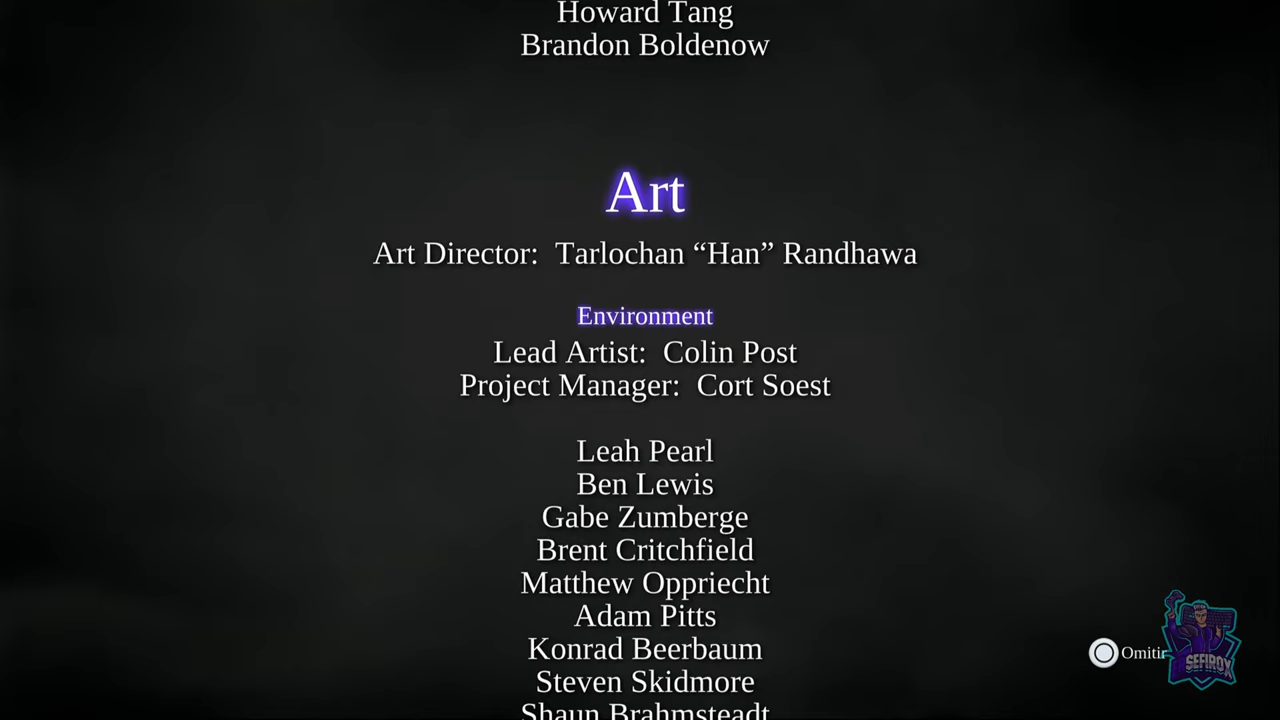 Howard Tang
Brandon Boldenow
Art
Art Director: Tarlochan “Han” Randhawa
Environment
Lead Artist: Colin Post
Project Manager: Cort Soest
Leah Pearl
Ben Lewis
Gabe Zumberge
Brent Critchfield
Matthew Oppriecht
Adam Pitts
Konrad Beerbaum
Steven Skidmore
Shaun Brahmsteadt
Omitir
SEFIROX